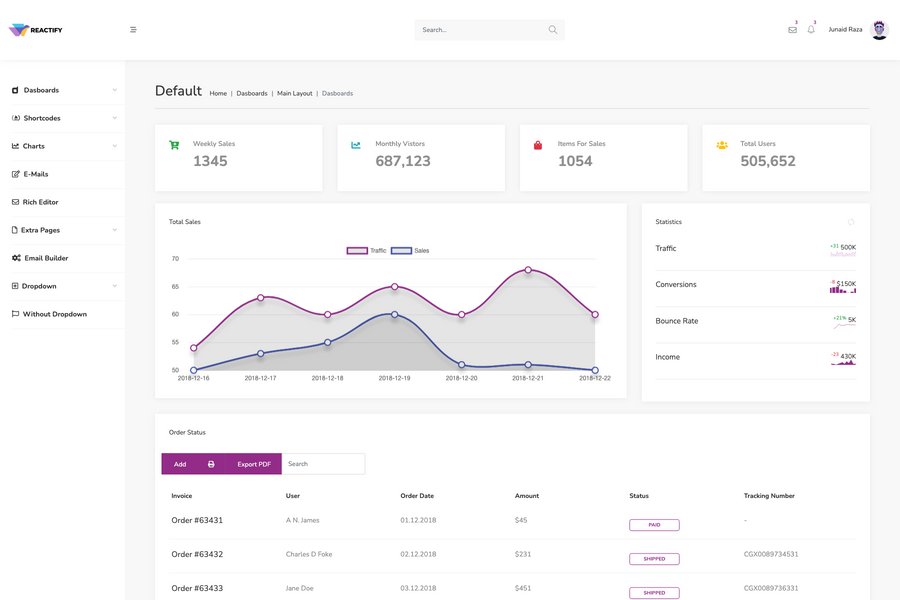 REACTIFY
Search...
3
3
Junaid Raza
Dasboards
Shortcodes
Charts
E-Mails
Rich Editor
Extra Pages
Email Builder
Dropdown
Without Dropdown
Default Home | Dasboards | Main Layout | Dasboards
Weekly Sales
1345
Monthly Vistors
687,123
Items For Sales
1054
Total Users
505,652
Total Sales
Traffic Sales
70
65
60
55
50
2018-12-16 2018-12-17 2018-12-18 2018-12-19 2018-12-20 2018-12-21 2018-12-22
Statistics
Traffic +31 500K
Conversions $150K
Bounce Rate +21% 5K
Income -23 430K
Order Status
Add Export PDF Search
Invoice User Order Date Amount Status Tracking Number
Order #63431 A N. James 01.12.2018 $45 PAID -
Order #63432 Charles D Foke 02.12.2018 $231 SHIPPED CGX0089734531
Order #63433 Jane Doe 03.12.2018 $451 SHIPPED CGX0089736331